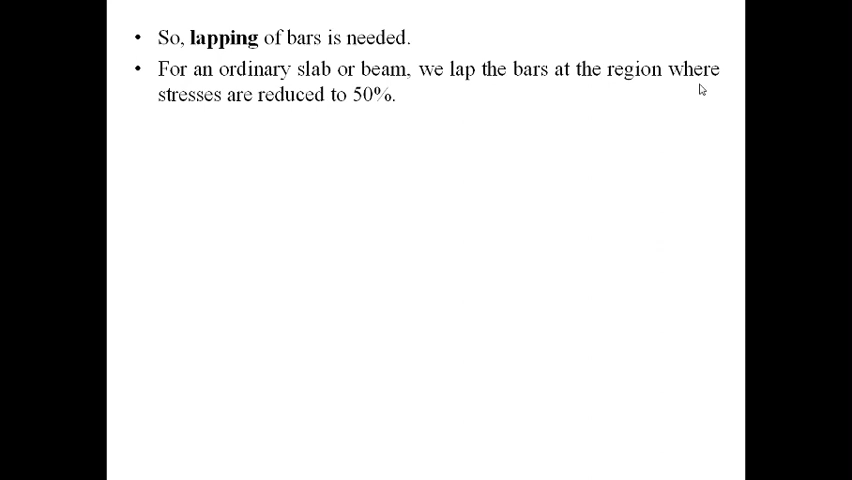 • So, lapping of bars is needed.
• For an ordinary slab or beam, we lap the bars at the region where
stresses are reduced to 50%.